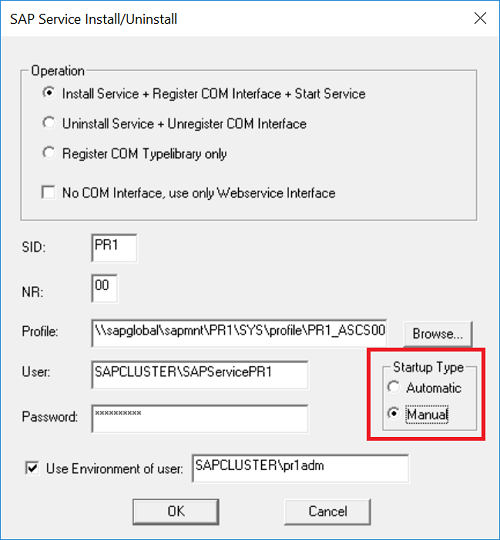 SAP Service Install/Uninstall
Operation
Install Service + Register COM Interface + Start Service
Uninstall Service + Unregister COM Interface
Register COM Typelibrary only
No COM Interface, use only Webservice Interface
SID: PR1
NR: 00
Profile: \\sapglobal\sapmnt\PR1\SYS\profile\PR1_ASCS00 Browse...
User: SAPCLUSTER\SAPServicePR1
Startup Type
Automatic
Password: **********
Manual
Use Environment of user: SAPCLUSTER\pr1adm
OK Cancel